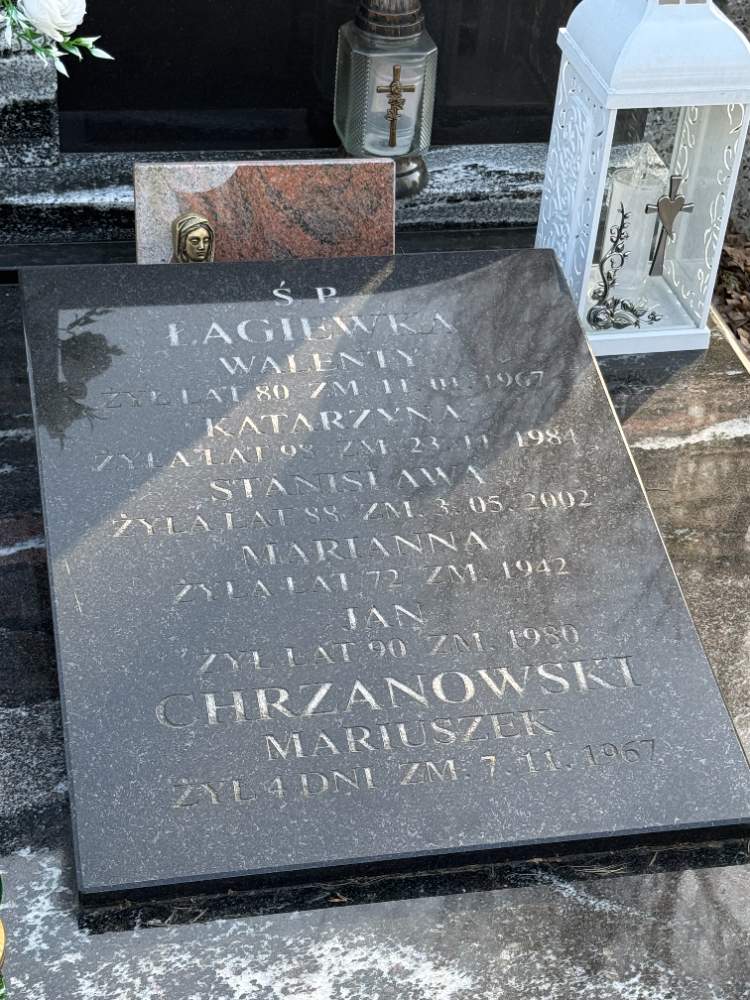 Ś P
ŁAGIEWKA
WALENTY
ŻYŁ LAT 80 ZM. 11. 01. 1967
KATARZYNA
ŻYŁA LAT 98 ZM. 23. 11. 1984
STANISŁAWA
ŻYŁA LAT 88 ZM. 3. 05. 2002
MARIANNA
ŻYŁA LAT 72 ZM. 1942
JAN
ŻYŁ LAT 90 ZM. 1980
CHRZANOWSKI
MARIUSZEK
ŻYŁ 4 DNI ZM. 7. 11. 1967